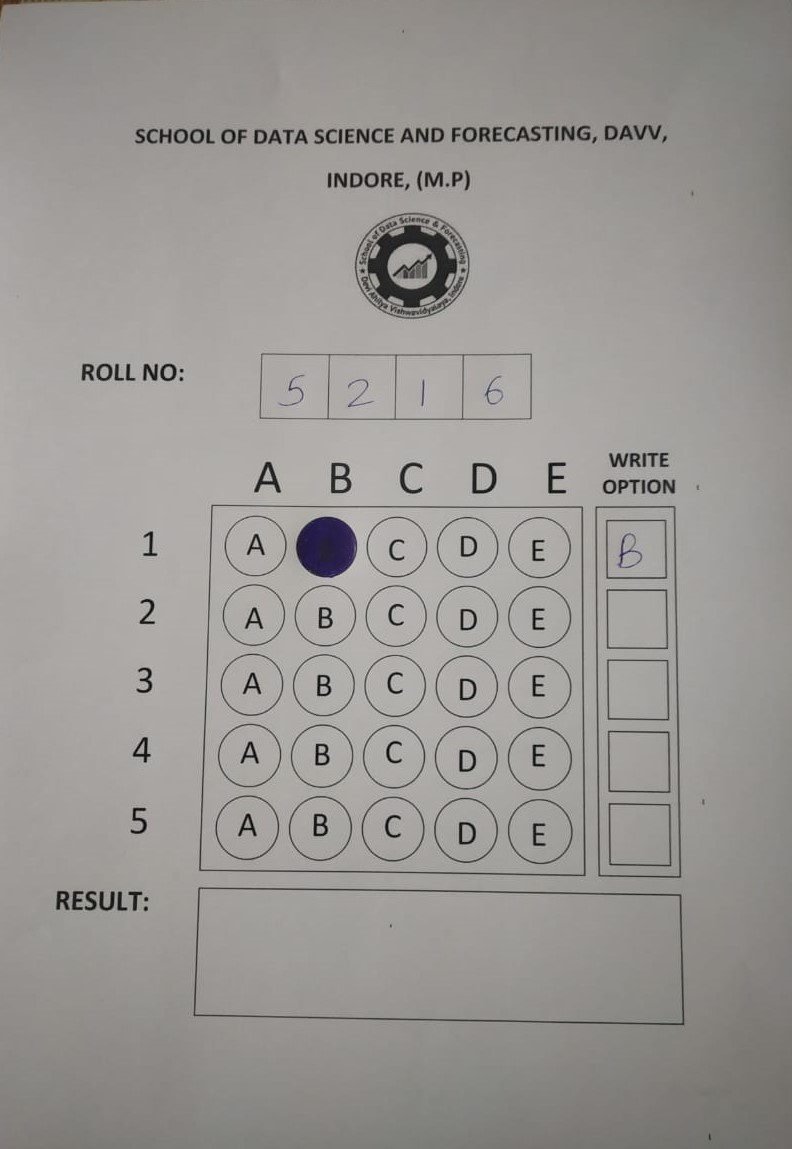 SCHOOL OF DATA SCIENCE AND FORECASTING, DAVV,
INDORE, (M.P)
★ School of Data Science & Forecasting ★
Devi Ahilya Vishwavidyalaya, Indore
ROLL NO: 5 2 1 6
A B C D E WRITE OPTION
1 A C D E B
2 A B C D E
3 A B C D E
4 A B C D E
5 A B C D E
RESULT: